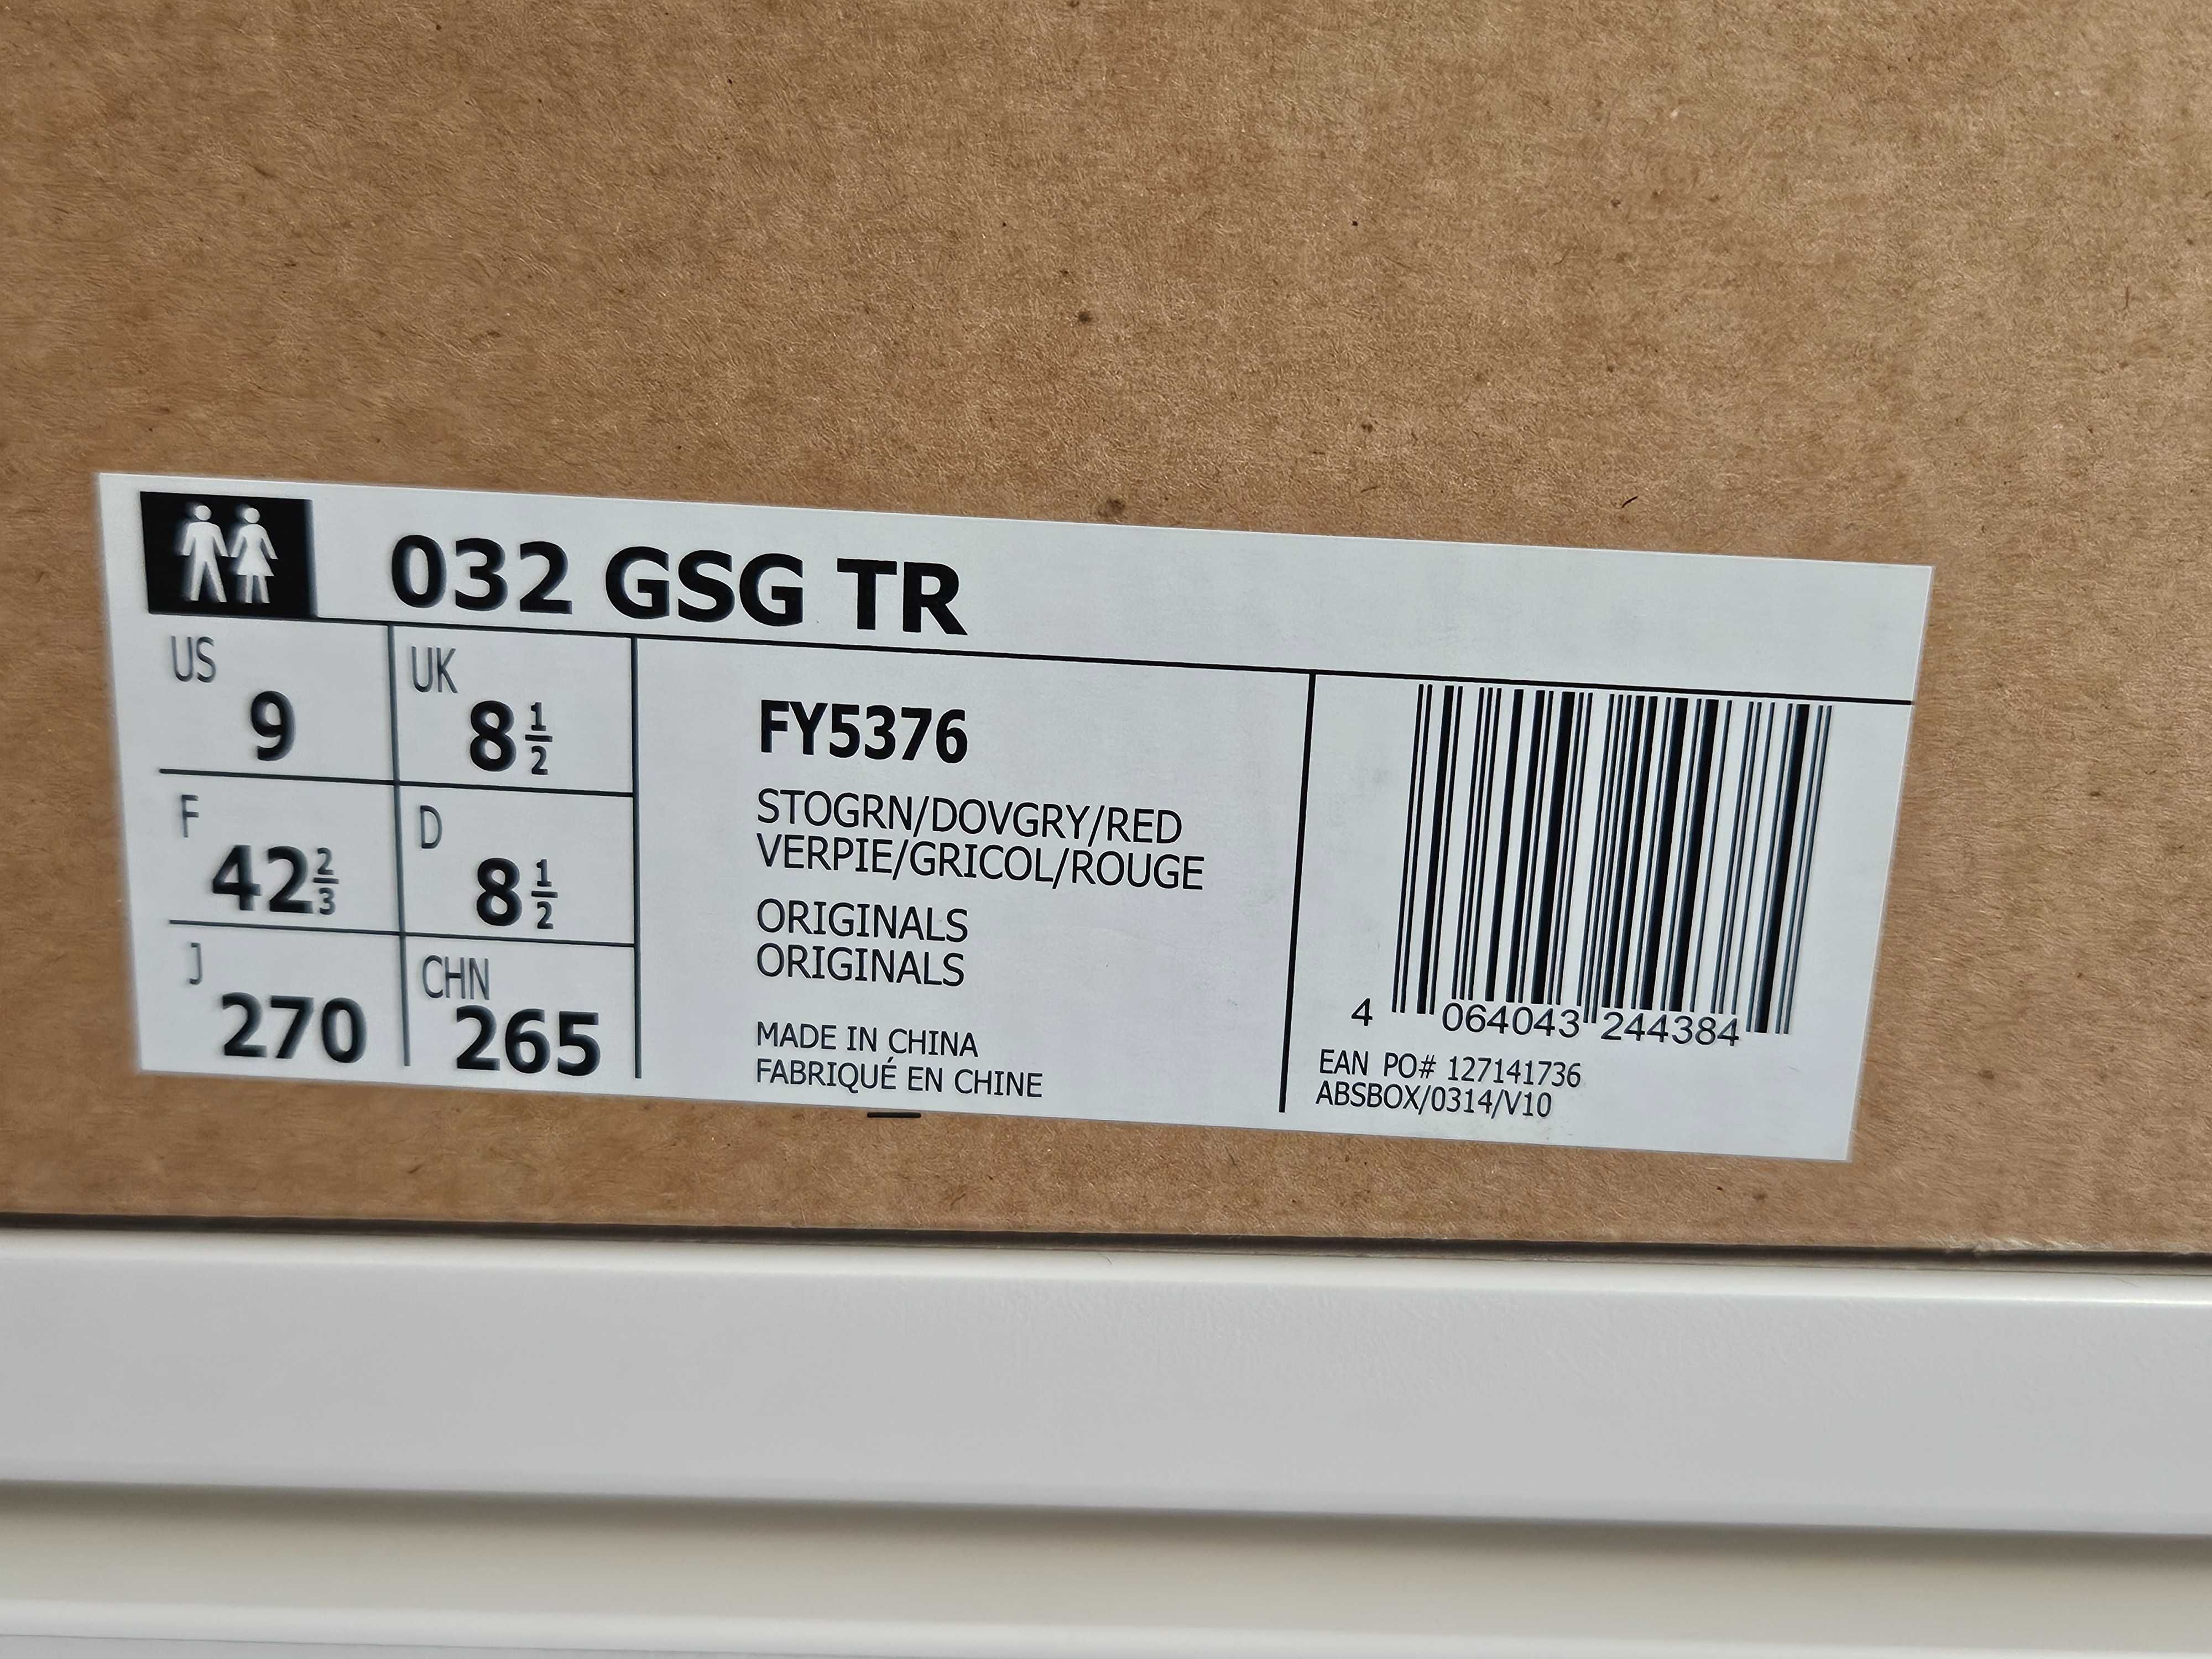 032 GSG TR
US 9 UK 8 1/2
F 42 2/3 D 8 1/2
J 270 CHN 265
FY5376
STOGRN/DOVGRY/RED
VERPIE/GRICOL/ROUGE
ORIGINALS
ORIGINALS
MADE IN CHINA
FABRIQUÉ EN CHINE
4 064043 244384
EAN PO# 127141736
ABSBOX/0314/V10